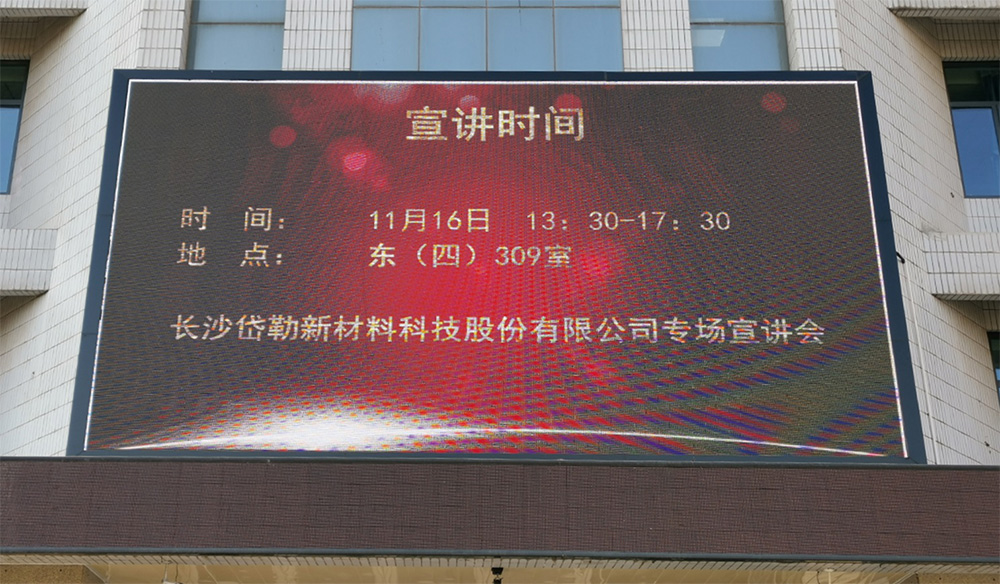 宣讲时间
时 间： 11月16日 13：30-17：30
地 点： 东（四）309室
长沙岱勒新材料科技股份有限公司专场宣讲会